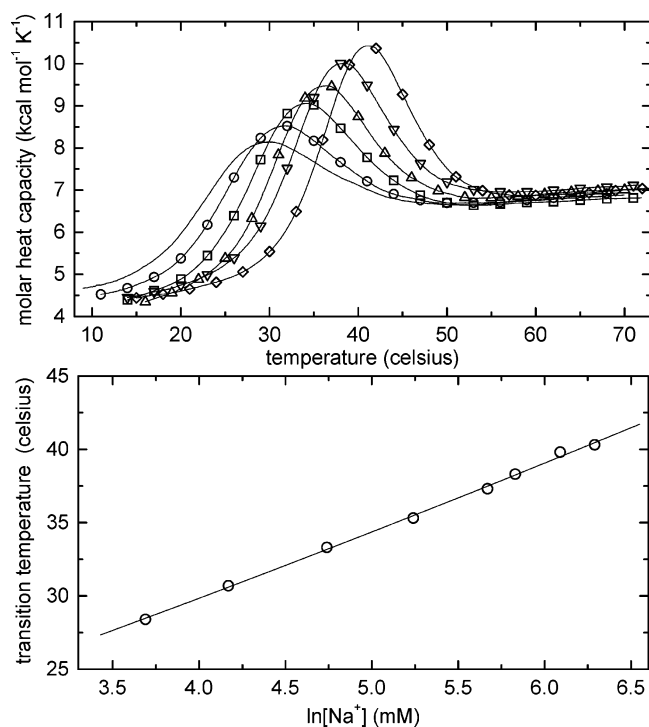 molar heat capacity (kcal mol⁻¹ K⁻¹)
11
10
9
8
7
6
5
4
10 20 30 40 50 60 70
temperature (celsius)
transition temperature (celsius)
45
40
35
30
25
3.5 4.0 4.5 5.0 5.5 6.0 6.5
ln[Na⁺] (mM)